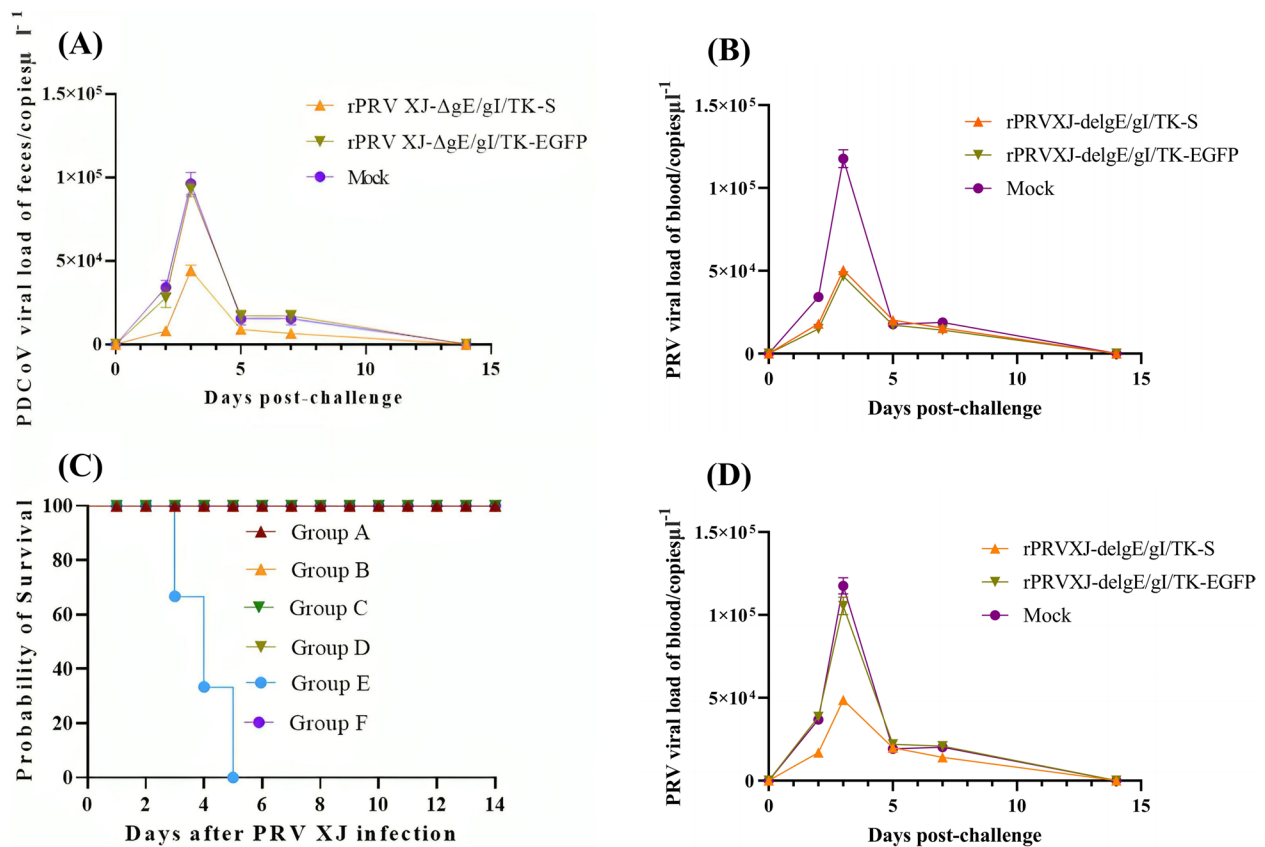 (A)
PDCoV viral load of feces/copiesμ l⁻¹
1.5×10⁵
1×10⁵
5×10⁴
0
0 5 10 15
Days post-challenge
rPRV XJ-ΔgE/gI/TK-S
rPRV XJ-ΔgE/gI/TK-EGFP
Mock
(B)
PRV viral load of blood/copiesμl⁻¹
1.5×10⁵
1×10⁵
5×10⁴
0
0 5 10 15
Days post-challenge
rPRVXJ-delgE/gI/TK-S
rPRVXJ-delgE/gI/TK-EGFP
Mock
(C)
Probability of Survival
100
80
60
40
20
0
0 2 4 6 8 10 12 14
Days after PRV XJ infection
Group A
Group B
Group C
Group D
Group E
Group F
(D)
PRV viral load of blood/copiesμl⁻¹
1.5×10⁵
1×10⁵
5×10⁴
0
0 5 10 15
Days post-challenge
rPRVXJ-delgE/gI/TK-S
rPRVXJ-delgE/gI/TK-EGFP
Mock